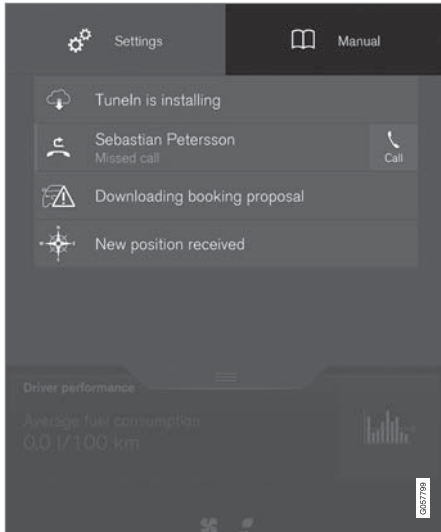 Settings
Manual
TuneIn is installing
Sebastian Petersson
Missed call
Call
Downloading booking proposal
New position received
Driver performance
Average fuel consumption
0.0 l/100 km
G057799